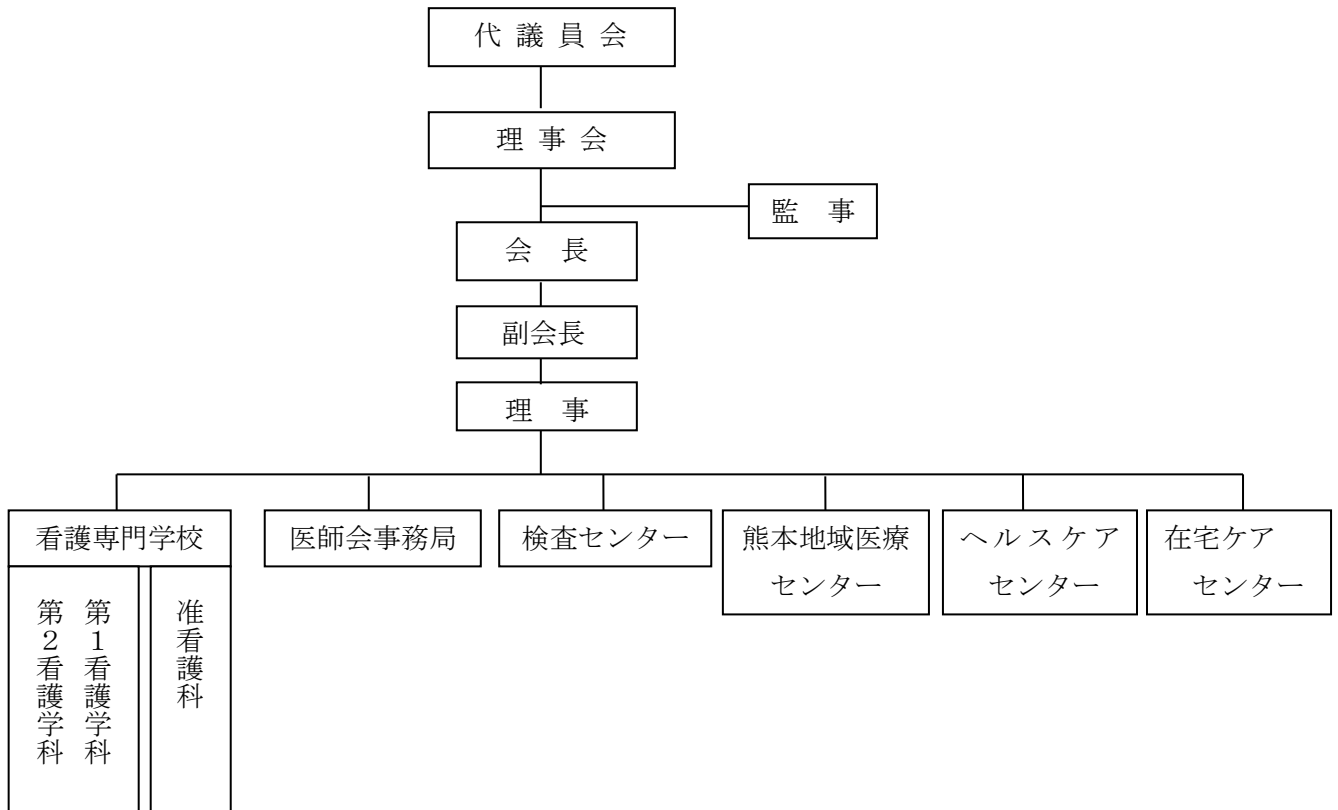 代 議 員 会
理 事 会
監　事
会　長
副会長
理　事
看護専門学校
医師会事務局
検査センター
熊本地域医療
センター
ヘルスケア
センター
在宅ケア
センター
准看護科
第１看護学科
第２看護学科